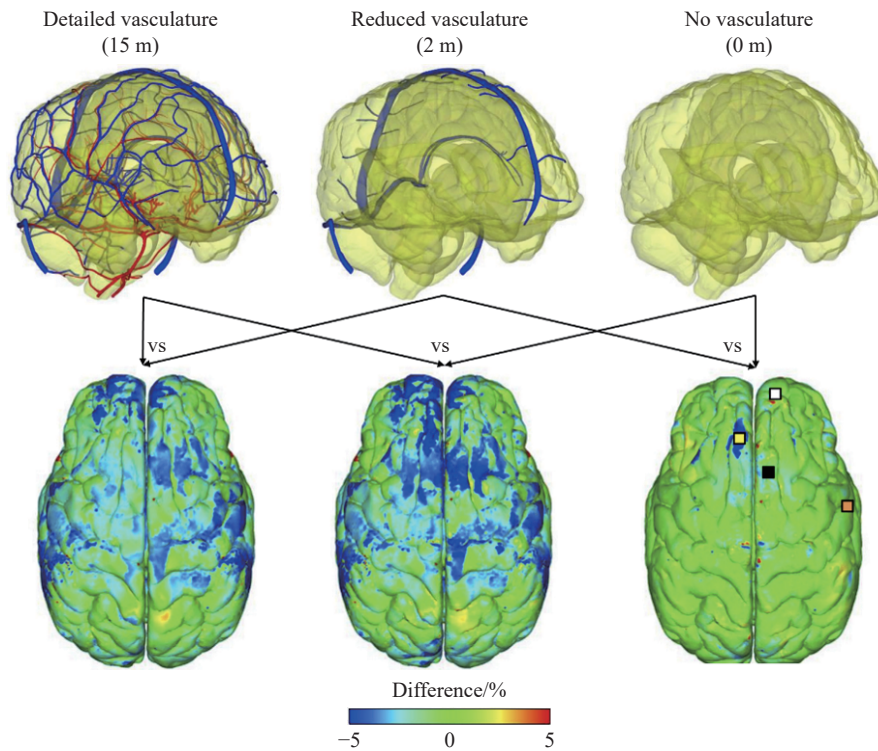 Detailed vasculature
(15 m)
Reduced vasculature
(2 m)
No vasculature
(0 m)
vs
vs
vs
Difference/%
−5
0
5